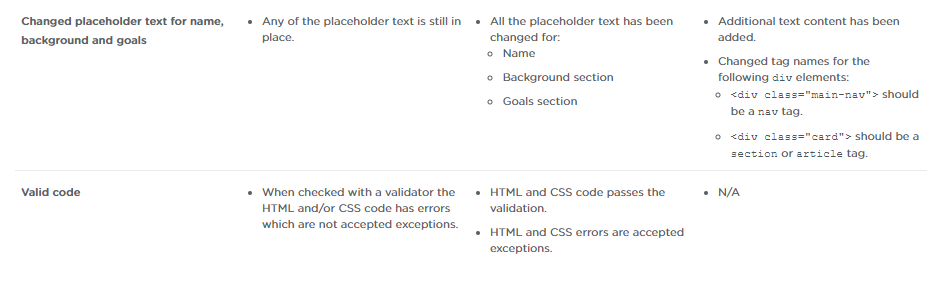 Changed placeholder text for name,
background and goals
Any of the placeholder text is still in
place.
All the placeholder text has been
changed for:
Name
Background section
Goals section
Additional text content has been
added.
Changed tag names for the
following div elements:
<div class="main-nav"> should
be a nav tag.
<div class="card"> should be a
section or article tag.
Valid code
When checked with a validator the
HTML and/or CSS code has errors
which are not accepted exceptions.
HTML and CSS code passes the
validation.
HTML and CSS errors are accepted
exceptions.
N/A